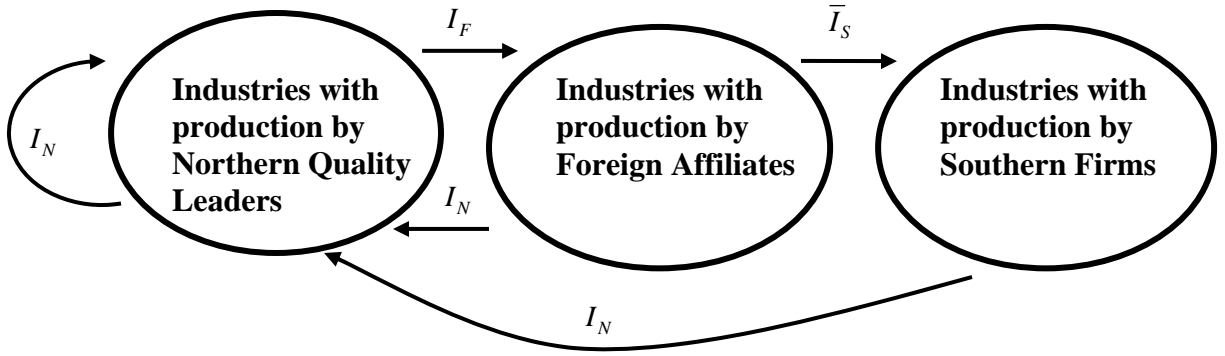 I_F
I̅_S
Industries with
production by
Northern Quality
Leaders
Industries with
production by
Foreign Affiliates
Industries with
production by
Southern Firms
I_N
I_N
I_N